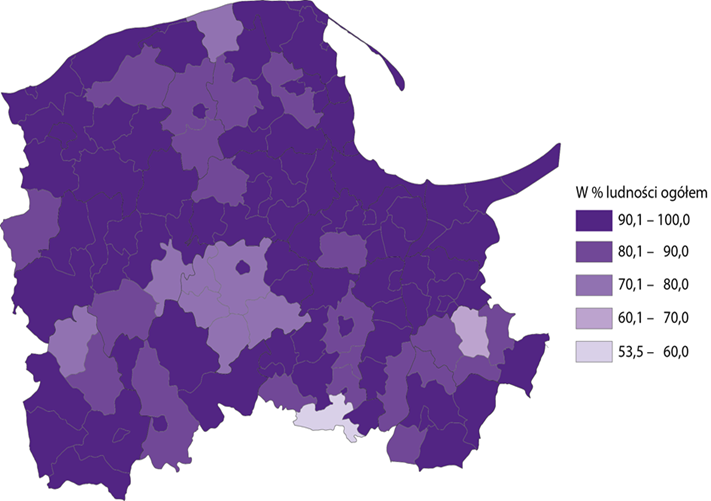 W % ludności ogółem
90,1 – 100,0
80,1 – 90,0
70,1 – 80,0
60,1 – 70,0
53,5 – 60,0